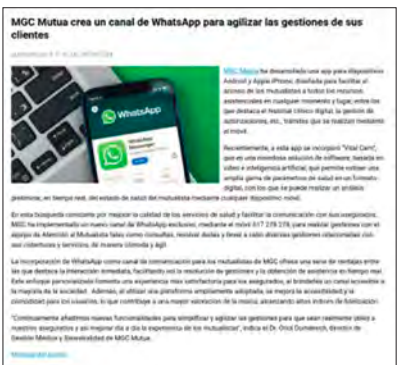 MGC Mutua crea un canal de WhatsApp para agilizar las gestiones de sus
clientes
WhatsApp
WhatsApp
Messenger
MGC Mutua ha desarrollado una app para dispositivos
Android y Apple iPhone, diseñada para facilitar el
acceso de los mutualistas a todos los recursos
asistenciales en cualquier momento y lugar, entre los
que destaca el historial clínico digital, la gestión de
autorizaciones, etc., trámites que se realizan mediante
el móvil.
Recientemente, a esta app se incorporó "Vital Care",
que es una novedosa solución de software, basada en
vídeo e inteligencia artificial, que permite extraer una
amplia gama de parámetros de salud en un formato
digital, con los que se puede realizar un análisis
preliminar, en tiempo real, del estado de salud del mutualista mediante cualquier dispositivo móvil.
En esta búsqueda constante por mejorar la calidad de los servicios de salud y facilitar la comunicación con sus asegurados,
MGC ha implementado un nuevo canal de WhatsApp exclusivo, mediante el móvil 617 278 278, para realizar gestiones con el
equipo de Atención al Mutualista tales como consultas, resolver dudas y llevar a cabo diversas gestiones relacionadas con
sus coberturas y servicios, de manera cómoda y ágil.
La incorporación de WhatsApp como canal de comunicación para los mutualistas de MGC ofrece una serie de ventajas entre
las que destaca la interacción inmediata, facilitando así la resolución de gestiones y la obtención de asistencia en tiempo real.
Este enfoque personalizado fomenta una experiencia más satisfactoria para los asegurados, al brindarles un canal accesible a
la mayoría de la sociedad. Además, al utilizar una plataforma ampliamente adoptada, se mejora la accesibilidad y la
comodidad para los usuarios, lo que contribuye a una mayor valoración de la misma, alcanzando altos índices de fidelización.
"Continuamente añadimos nuevas funcionalidades para simplificar y agilizar las gestiones para que sean realmente útiles a
nuestros asegurados y así mejorar día a día la experiencia de los mutualistas", indica el Dr. Oriol Dumenech, director de
Gestión Médica y Siniestralidad de MGC Mutua.